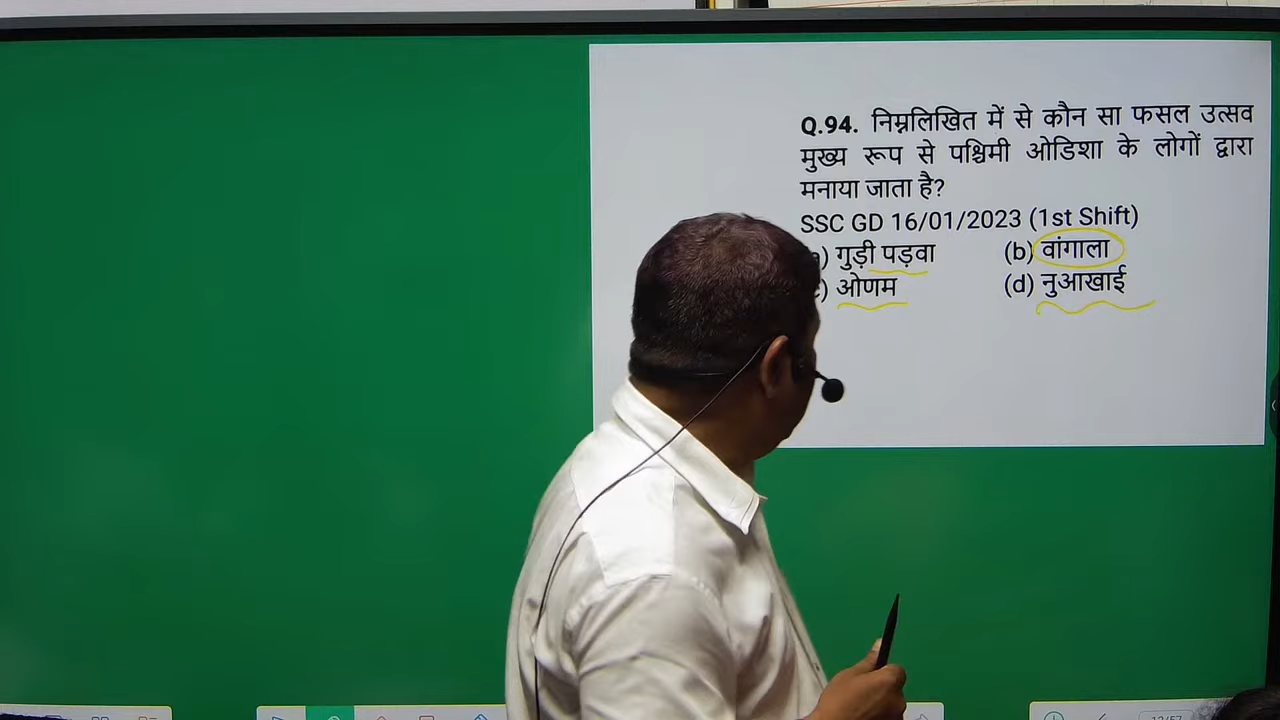 Q.94. निम्नलिखित में से कौन सा फसल उत्सव
मुख्य रूप से पश्चिमी ओडिशा के लोगों द्वारा
मनाया जाता है?
SSC GD 16/01/2023 (1st Shift)
गुड़ी पड़वा (b) वांगाला
ओणम (d) नुआखाई